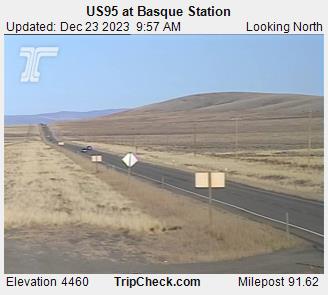 US95 at Basque Station
Updated: Dec 23 2023 9:57 AM Looking North
Elevation 4460 TripCheck.com Milepost 91.62